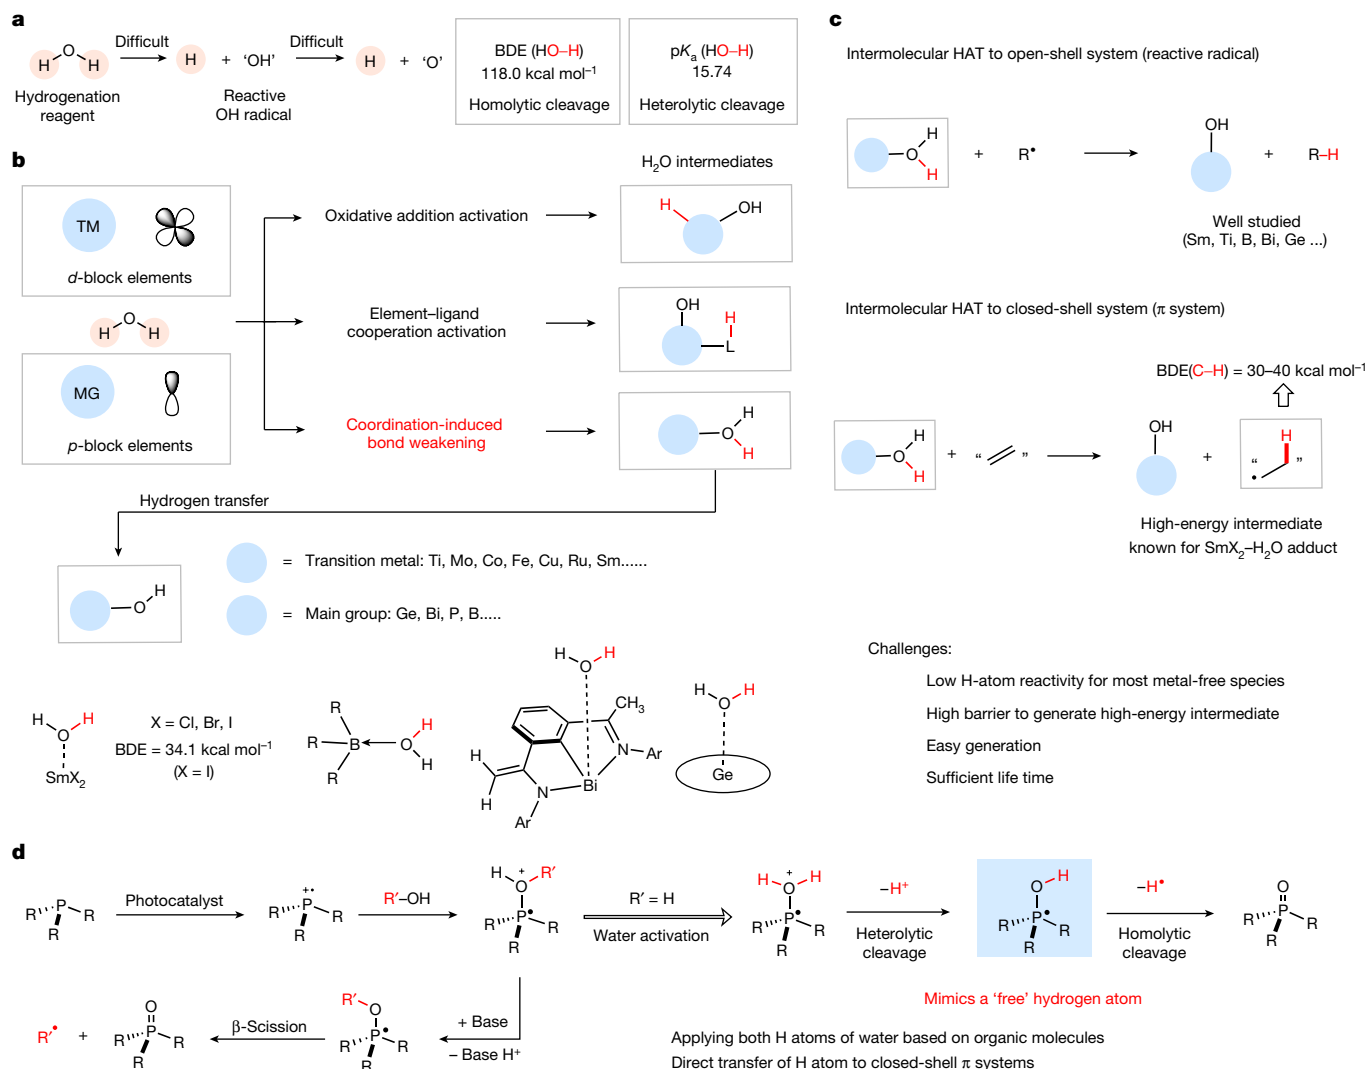 a
Difficult
Difficult
H
O
H
H
+ 'OH'
H
+ 'O'
Hydrogenation
reagent
Reactive
OH radical
BDE (HO–H)
118.0 kcal mol⁻¹
Homolytic cleavage
pKₐ (HO–H)
15.74
Heterolytic cleavage
b
H₂O intermediates
TM
d-block elements
H
O
H
MG
p-block elements
Oxidative addition activation
H
OH
Element–ligand
cooperation activation
OH
H
L
Coordination-induced
bond weakening
H
O
H
Hydrogen transfer
H
O
= Transition metal: Ti, Mo, Co, Fe, Cu, Ru, Sm......
= Main group: Ge, Bi, P, B.....
H
H
O
SmX₂
X = Cl, Br, I
BDE = 34.1 kcal mol⁻¹
(X = I)
R
R
B
R
H
O
H
H
H
O
CH₃
H
H
N
N
Ar
Bi
Ar
H
H
O
Ge
c
Intermolecular HAT to open-shell system (reactive radical)
H
O
H
+
R•
OH
+
R–H
Well studied
(Sm, Ti, B, Bi, Ge ...)
Intermolecular HAT to closed-shell system (π system)
BDE(C–H) = 30–40 kcal mol⁻¹
H
O
H
+
“ ”
OH
+
H
“ • ”
High-energy intermediate
known for SmX₂–H₂O adduct
Challenges:
Low H-atom reactivity for most metal-free species
High barrier to generate high-energy intermediate
Easy generation
Sufficient life time
d
R
P
R
R
Photocatalyst
+•
R
P
R
R
R′–OH
H
+
O
R′
P•
R
R
R
R′ = H
Water activation
+
H
O
H
P•
R
R
R
–H⁺
Heterolytic
cleavage
O
H
P•
R
R
R
–H•
Homolytic
cleavage
O
P
R
R
R
Mimics a ‘free’ hydrogen atom
+ Base
– Base H⁺
R′
O
P•
R
R
R
β-Scission
O
P
R
R
R
+
R′•
Applying both H atoms of water based on organic molecules
Direct transfer of H atom to closed-shell π systems